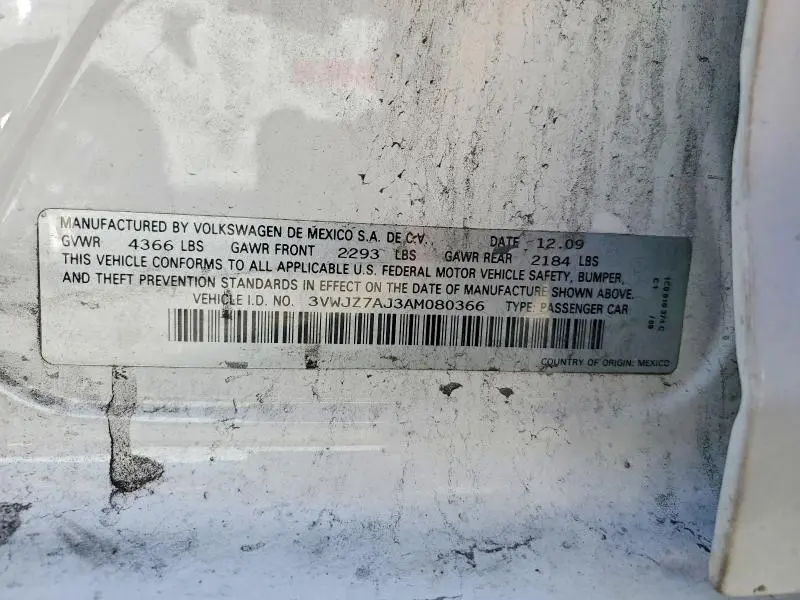 MANUFACTURED BY VOLKSWAGEN DE MEXICO S.A. DE C.V. DATE 12.09
GVWR 4366 LBS GAWR FRONT 2293 LBS GAWR REAR 2184 LBS
THIS VEHICLE CONFORMS TO ALL APPLICABLE U.S. FEDERAL MOTOR VEHICLE SAFETY, BUMPER,
AND THEFT PREVENTION STANDARDS IN EFFECT ON THE DATE OF MANUFACTURE SHOWN ABOVE.
VEHICLE I.D. NO. 3VWJZ7AJ3AM080366 TYPE: PASSENGER CAR
COUNTRY OF ORIGIN: MEXICO